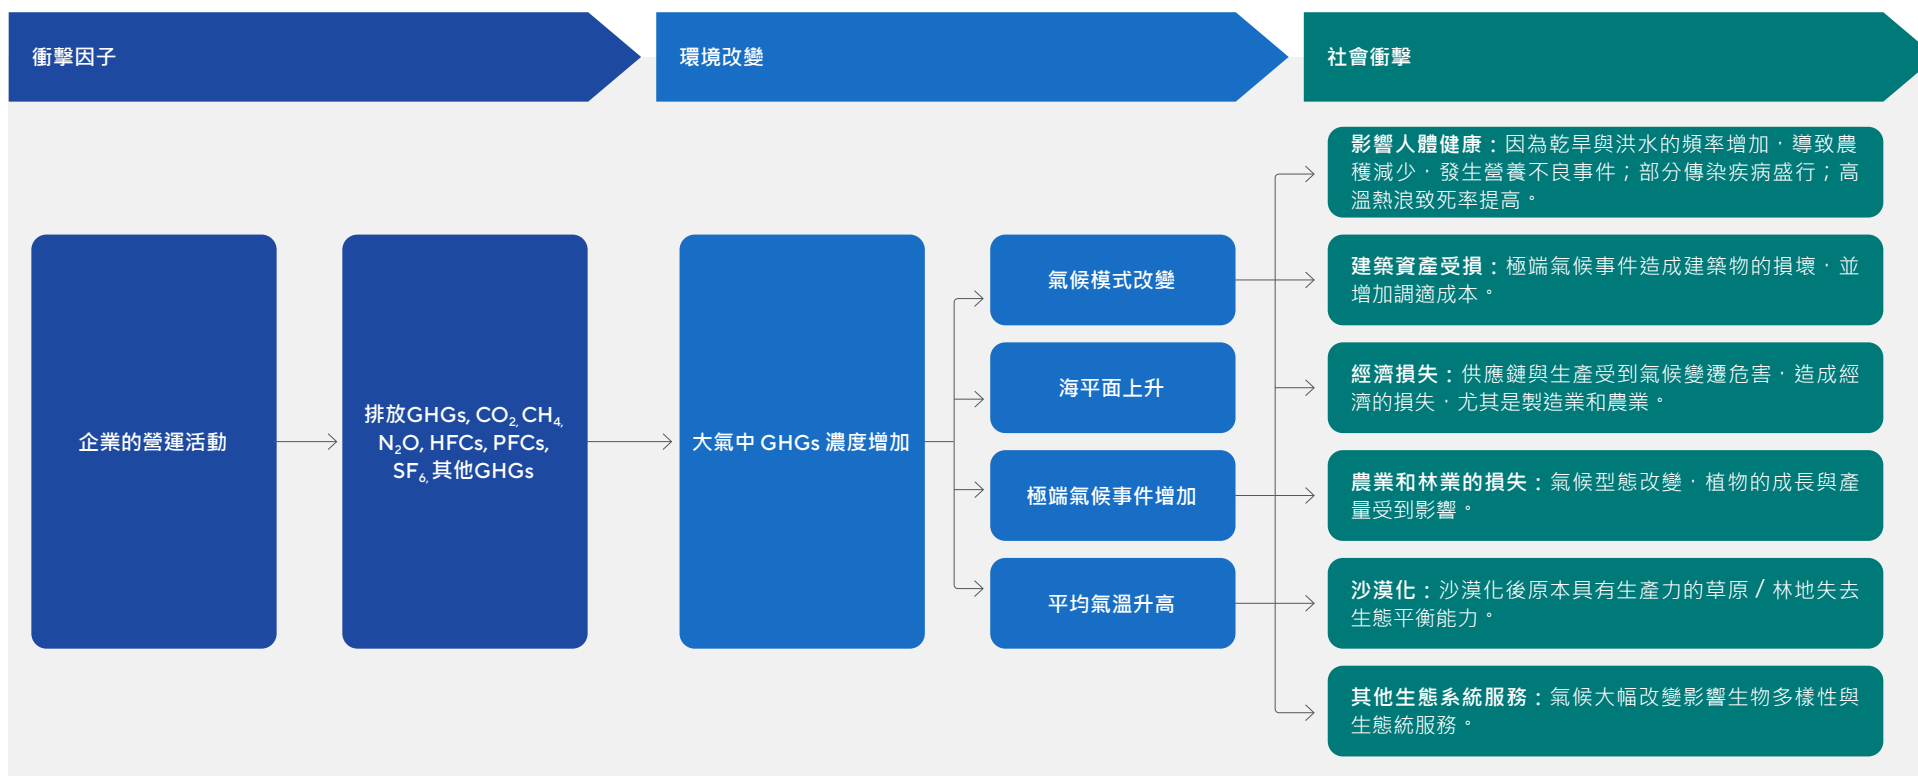 衝擊因子
環境改變
社會衝擊
企業的營運活動
排放GHGs, CO₂, CH₄,
N₂O, HFCs, PFCs,
SF₆, 其他GHGs
大氣中 GHGs 濃度增加
氣候模式改變
海平面上升
極端氣候事件增加
平均氣溫升高
影響人體健康：因為乾旱與洪水的頻率增加，導致農
穫減少，發生營養不良事件；部分傳染疾病盛行；高
溫熱浪致死率提高。
建築資產受損：極端氣候事件造成建築物的損壞，並
增加調適成本。
經濟損失：供應鏈與生產受到氣候變遷危害，造成經
濟的損失，尤其是製造業和農業。
農業和林業的損失：氣候型態改變，植物的成長與產
量受到影響。
沙漠化：沙漠化後原本具有生產力的草原 / 林地失去
生態平衡能力。
其他生態系統服務：氣候大幅改變影響生物多樣性與
生態統服務。